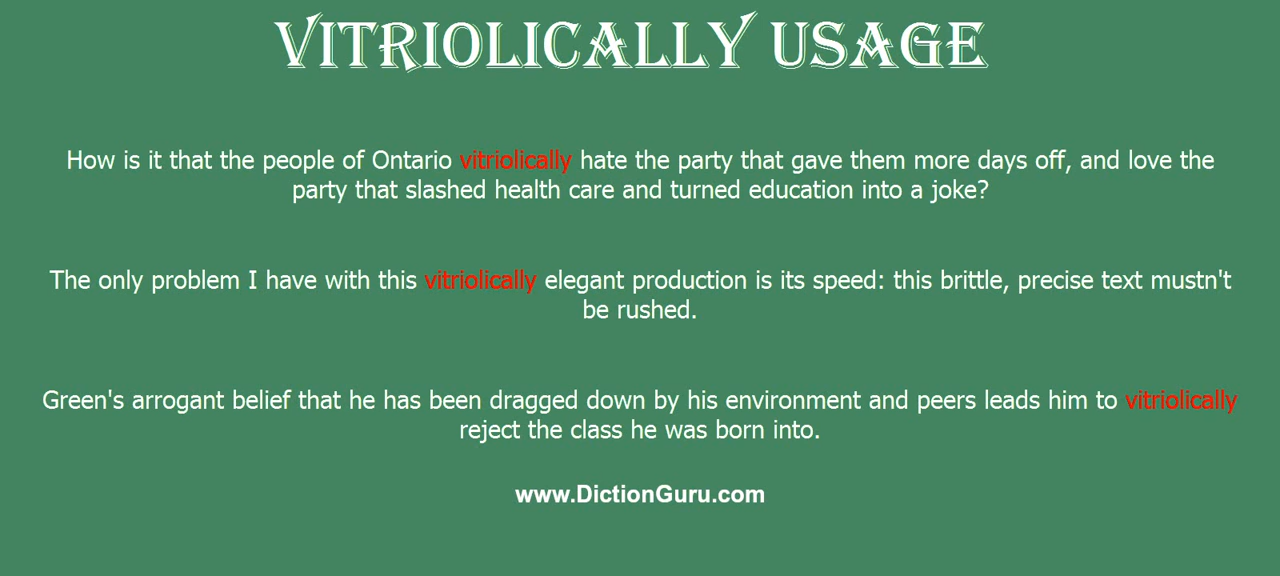 VITRIOLICALLY USAGE
How is it that the people of Ontario vitriolically hate the party that gave them more days off, and love the
party that slashed health care and turned education into a joke?
The only problem I have with this vitriolically elegant production is its speed: this brittle, precise text mustn't
be rushed.
Green's arrogant belief that he has been dragged down by his environment and peers leads him to vitriolically
reject the class he was born into.
www.DictionGuru.com